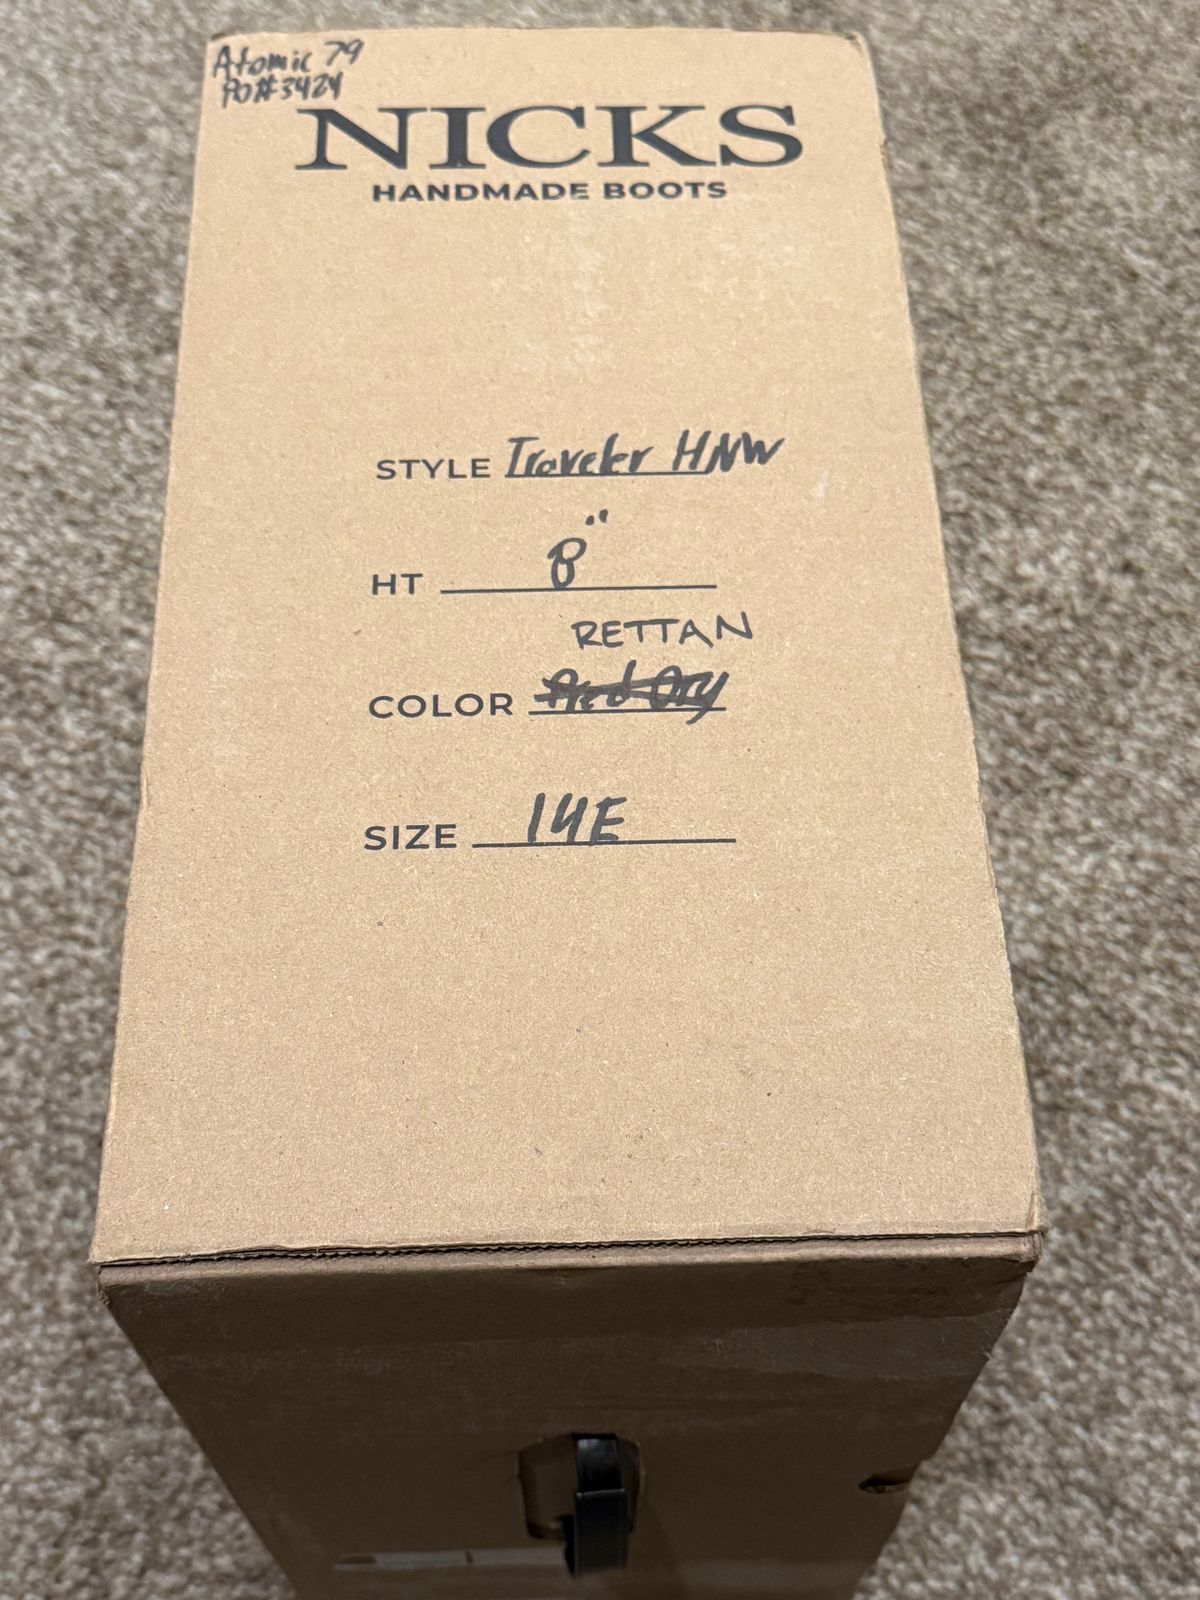 Atomic 79
PO#3424
NICKS
HANDMADE BOOTS
STYLE Traveler HNW
HT 8"
RETTAN
COLOR
SIZE 14E